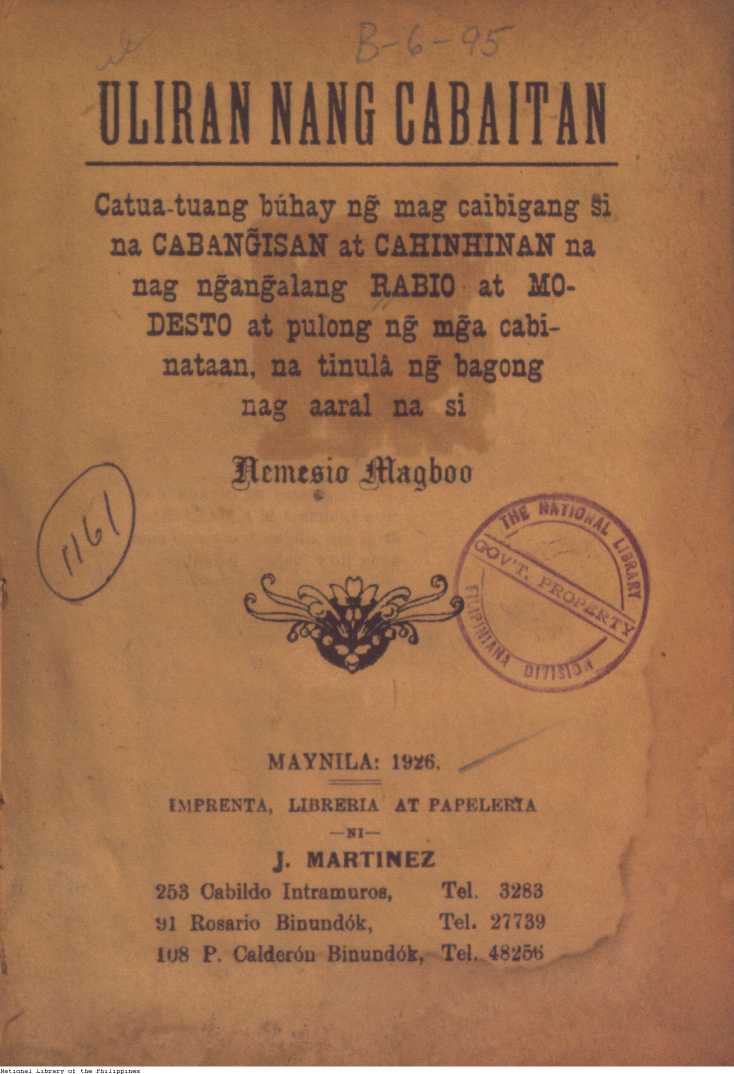 B-6-95
ULIRAN NANG CABAITAN
Catua-tuang búhay ng̃ mag caibigang si
na CABANG̃ISAN at CAHINHINAN na
nag ng̃ang̃alang RABIO at MO-
DESTO at pulong ng̃ mg̃a cabi-
nataan, na tinulâ ng̃ bagong
nag aaral na si
Nemesio Magboo
1161
THE NATIONAL LIBRARY
GOV'T. PROPERTY
FILIPINIANA DIVISION
MAYNILA: 1926.
IMPRENTA, LIBRERIA AT PAPELERIA
—NI—
J. MARTINEZ
253 Cabildo Intramuros, Tel. 3283
91 Rosario Binundók, Tel. 27739
108 P. Calderón Binundók, Tel. 48256
National Library of the Philippines